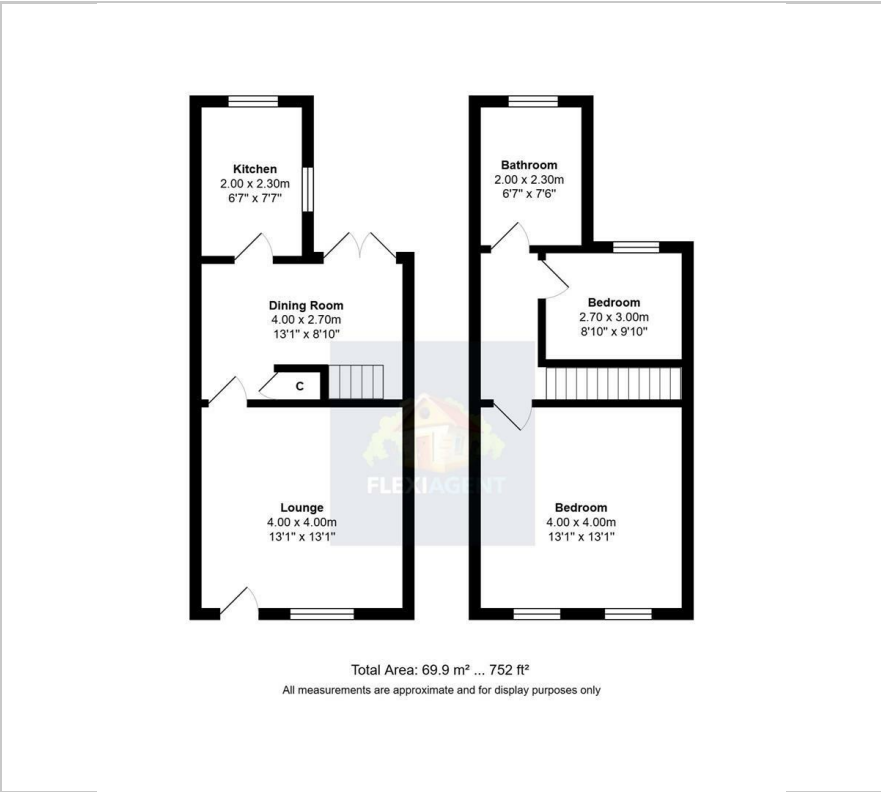 Kitchen
2.00 x 2.30m
6'7" x 7'7"
Bathroom
2.00 x 2.30m
6'7" x 7'6"
Dining Room
4.00 x 2.70m
13'1" x 8'10"
Bedroom
2.70 x 3.00m
8'10" x 9'10"
C
Lounge
4.00 x 4.00m
13'1" x 13'1"
FLEXIAGENT
Bedroom
4.00 x 4.00m
13'1" x 13'1"
Total Area: 69.9 m² ... 752 ft²
All measurements are approximate and for display purposes only